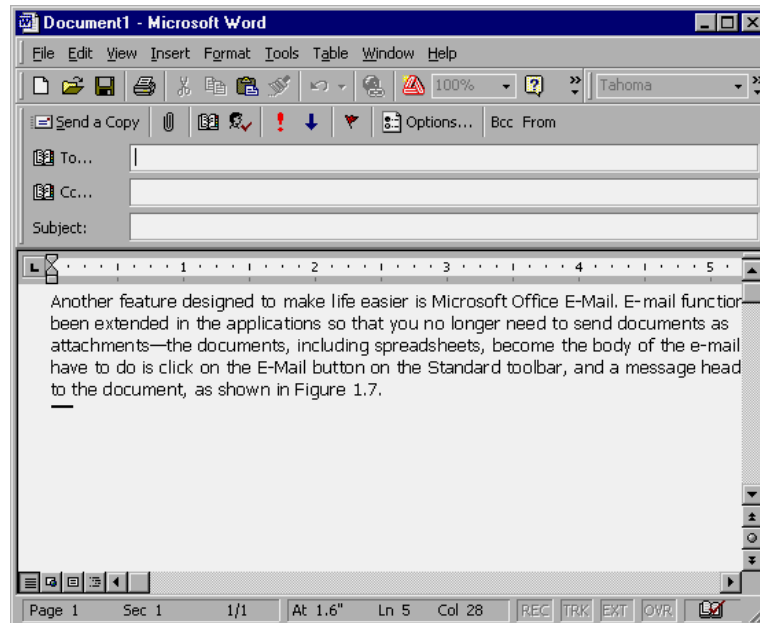 Document1 - Microsoft Word
File Edit View Insert Format Tools Table Window Help
100% Tahoma
Send a Copy Options... Bcc From
To...
Cc...
Subject:
1 2 3 4 5
Another feature designed to make life easier is Microsoft Office E-Mail. E-mail function
been extended in the applications so that you no longer need to send documents as
attachments—the documents, including spreadsheets, become the body of the e-mail
have to do is click on the E-Mail button on the Standard toolbar, and a message head
to the document, as shown in Figure 1.7.
Page 1 Sec 1 1/1 At 1.6" Ln 5 Col 28 REC TRK EXT OVR